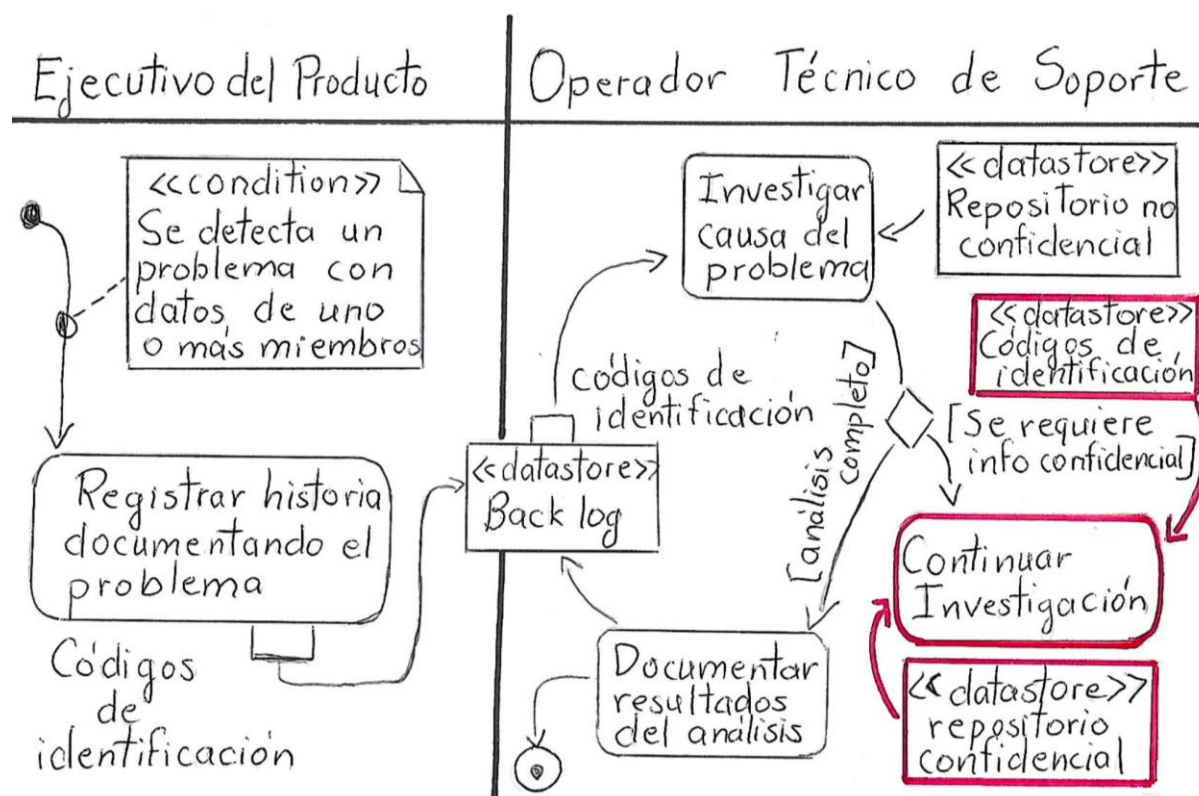 Ejecutivo del Producto
Operador Técnico de Soporte
<<condition>>
Se detecta un
problema con
datos de uno
o más miembros
Registrar historia
documentando el
problema
Códigos
de
identificación
<<datastore>>
Back log
códigos de
identificación
Investigar
causa del
problema
<<datastore>>
Repositorio no
confidencial
<<datastore>>
Códigos de
identificación
[Se requiere
info confidencial]
[análisis
completo]
Continuar
Investigación
<<datastore>>
repositorio
confidencial
Documentar
resultados
del análisis